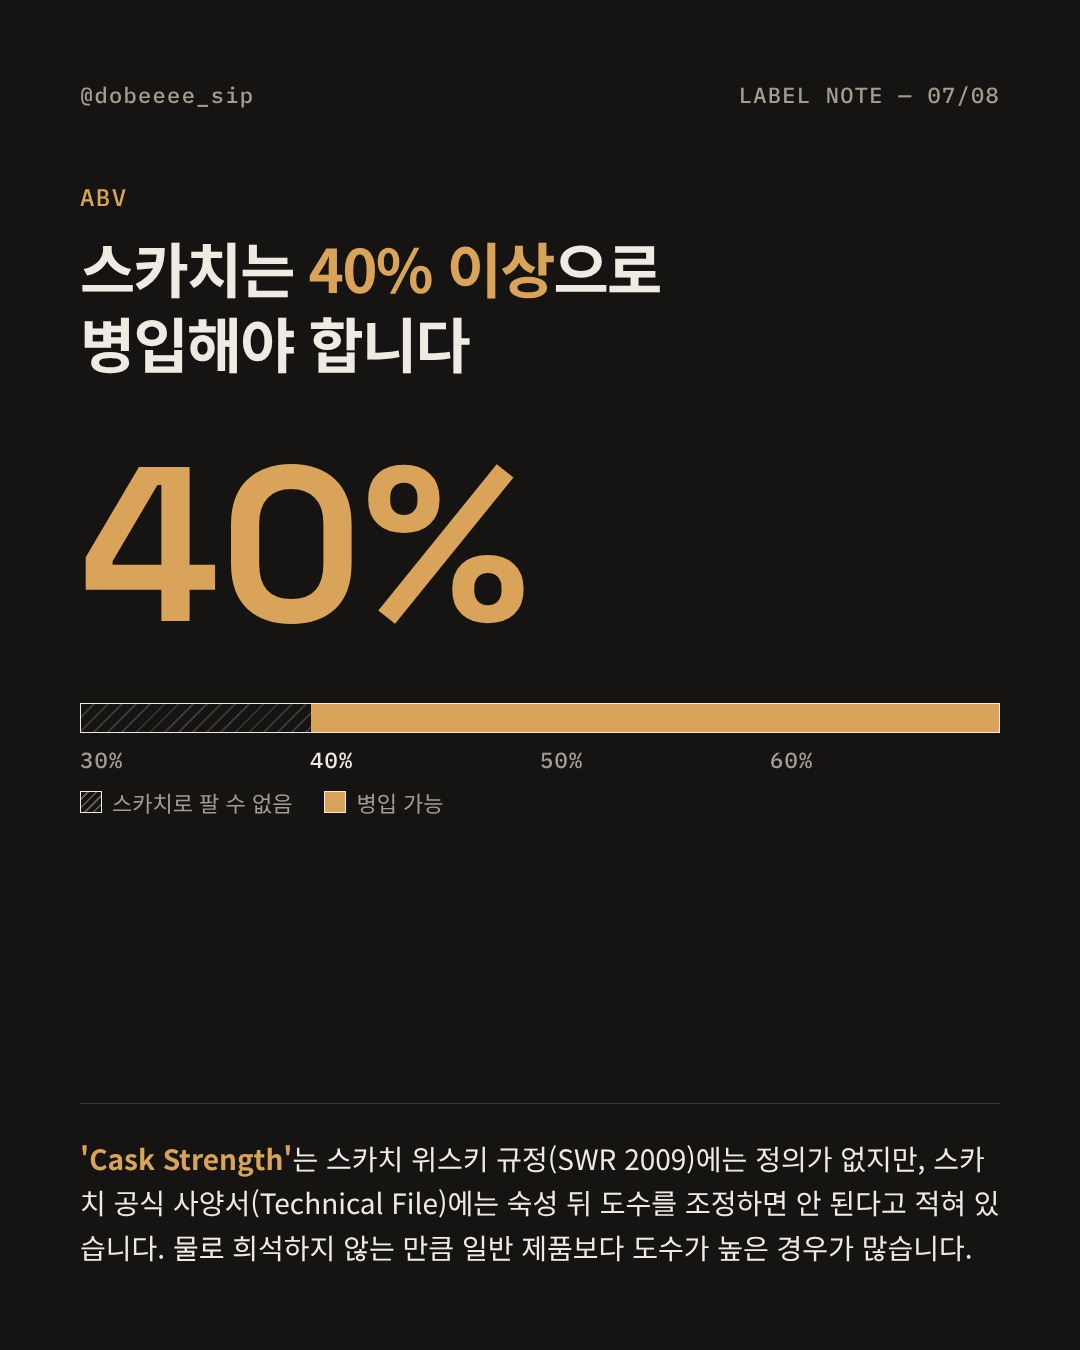 @dobeeee_sip
LABEL NOTE — 07/08
ABV
스카치는 40% 이상으로
병입해야 합니다
40%
30% 40% 50% 60%
스카치로 팔 수 없음 병입 가능
'Cask Strength'는 스카치 위스키 규정(SWR 2009)에는 정의가 없지만, 스카
치 공식 사양서(Technical File)에는 숙성 뒤 도수를 조정하면 안 된다고 적혀 있
습니다. 물로 희석하지 않는 만큼 일반 제품보다 도수가 높은 경우가 많습니다.